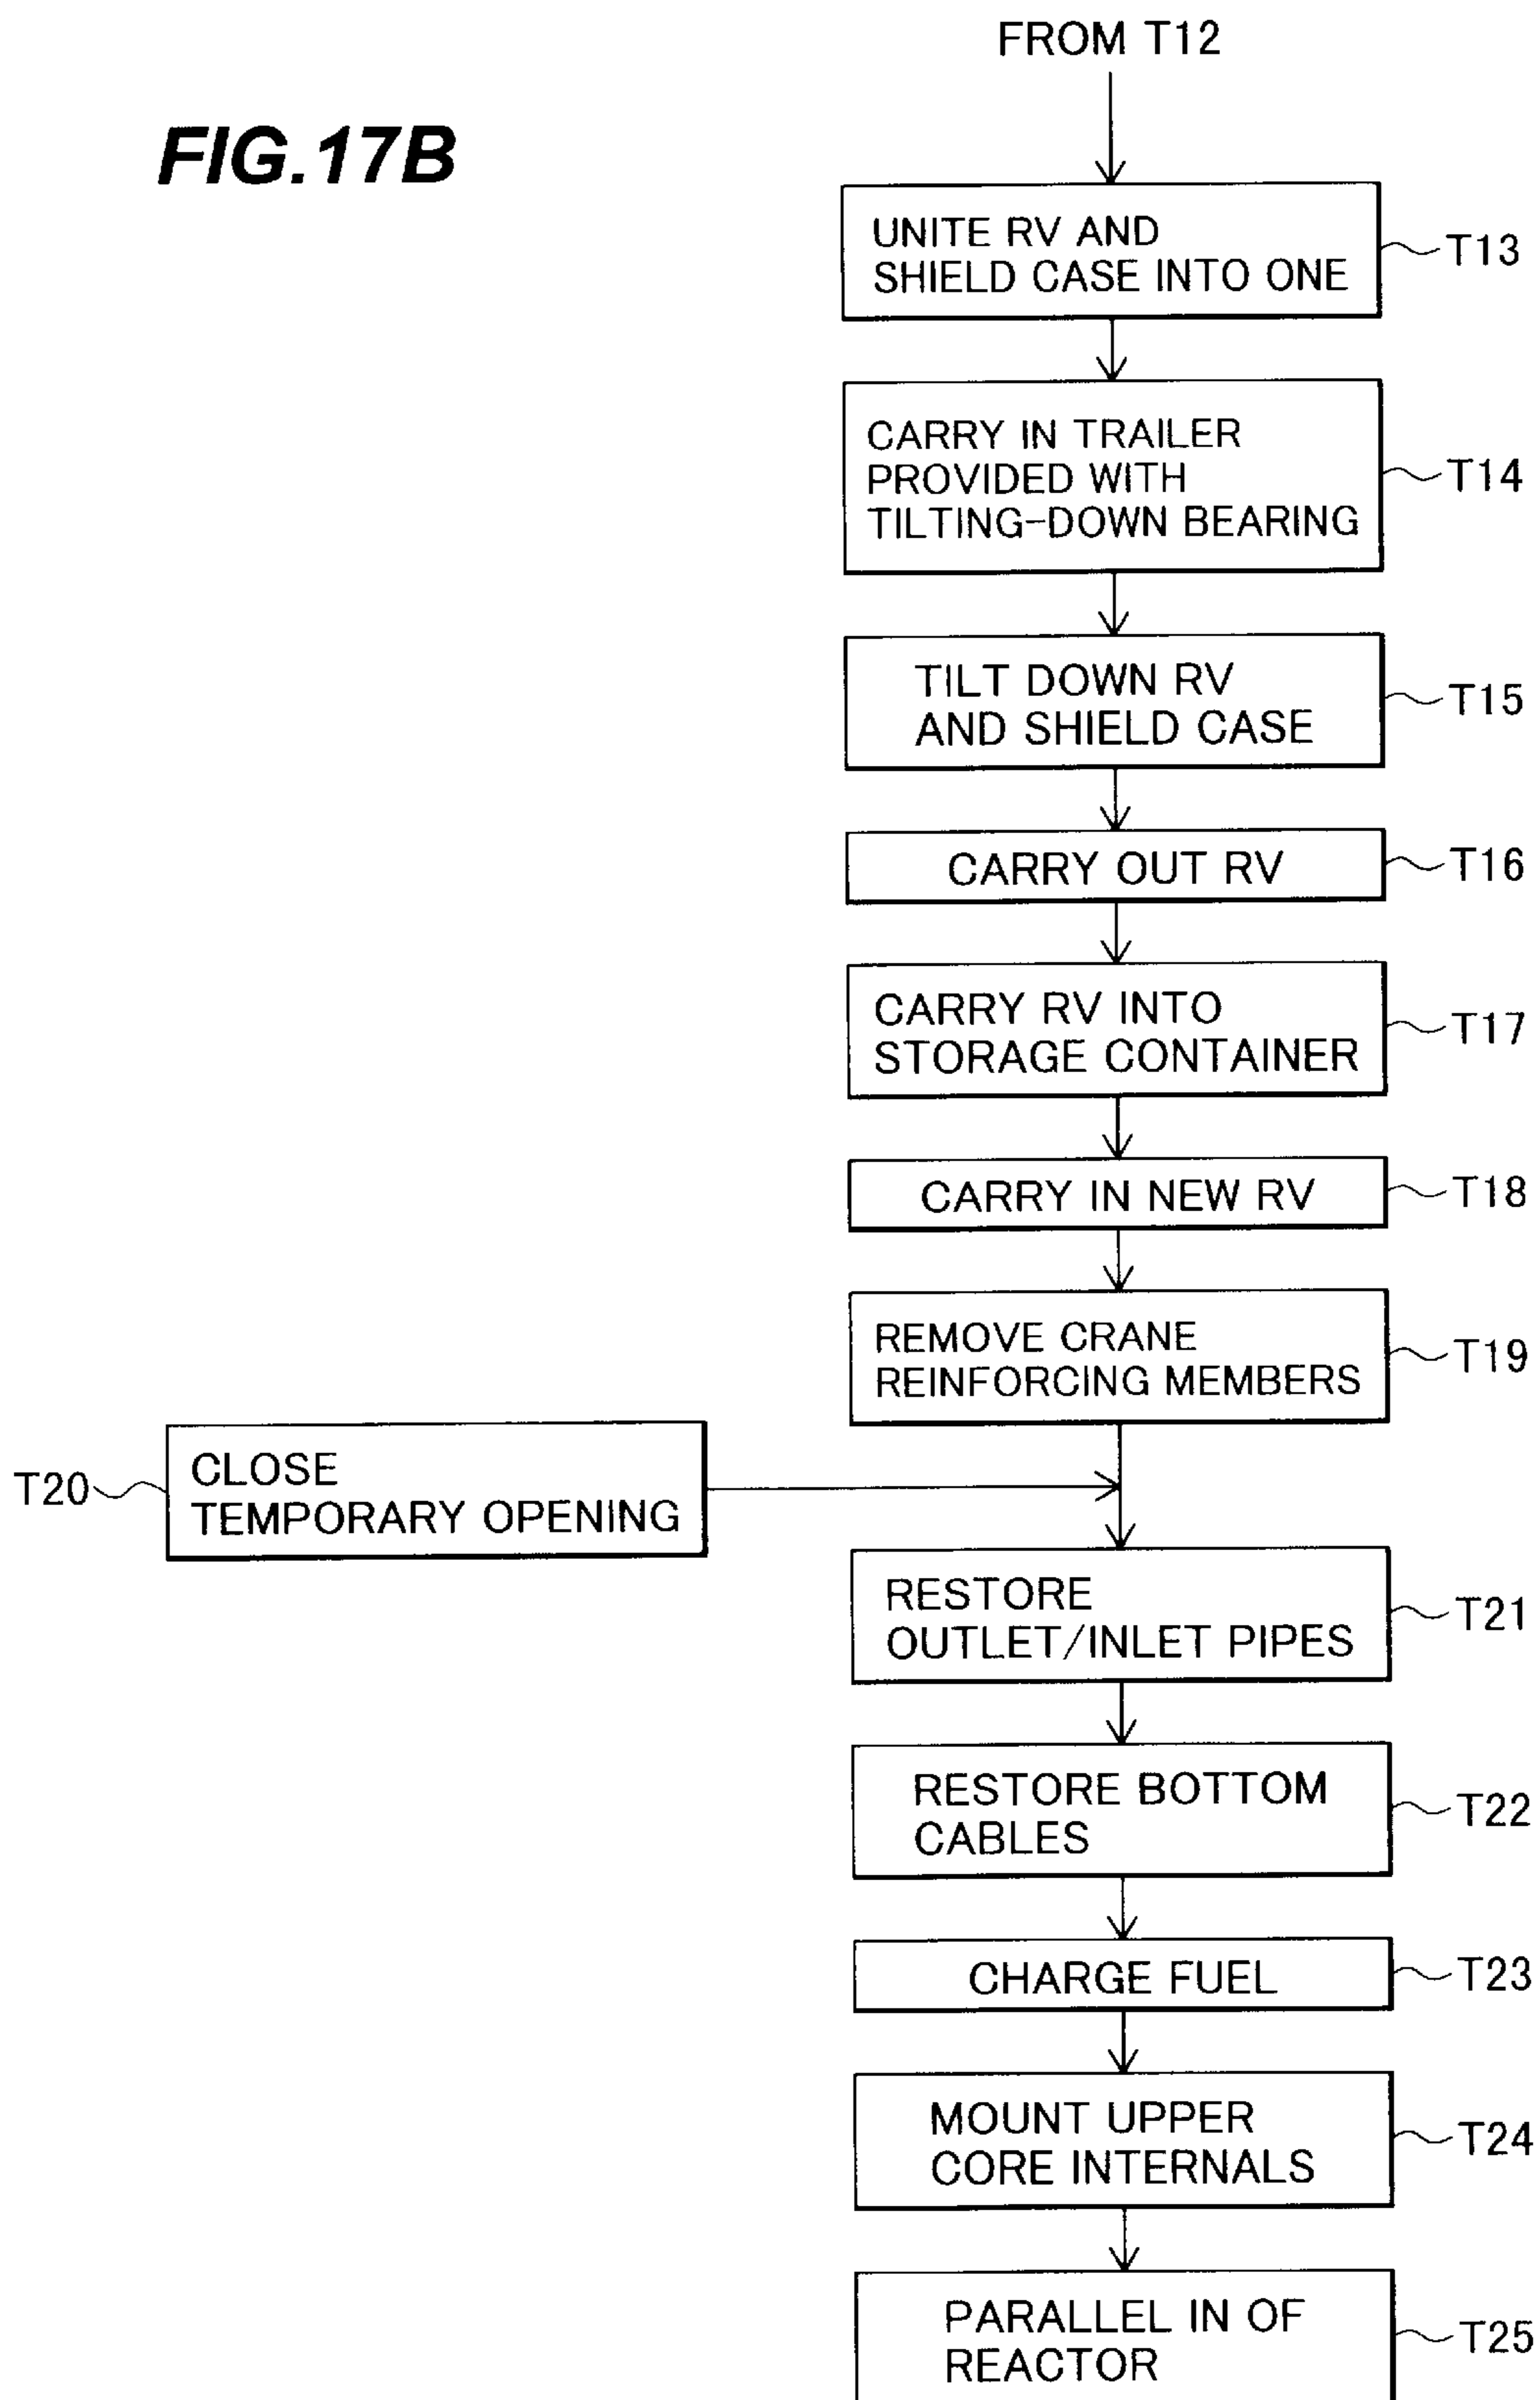 FROM T12
FIG.17B
UNITE RV AND
SHIELD CASE INTO ONE
T13
CARRY IN TRAILER
PROVIDED WITH
TILTING-DOWN BEARING
T14
TILT DOWN RV
AND SHIELD CASE
T15
CARRY OUT RV
T16
CARRY RV INTO
STORAGE CONTAINER
T17
CARRY IN NEW RV
T18
REMOVE CRANE
REINFORCING MEMBERS
T19
T20
CLOSE
TEMPORARY OPENING
RESTORE
OUTLET/INLET PIPES
T21
RESTORE BOTTOM
CABLES
T22
CHARGE FUEL
T23
MOUNT UPPER
CORE INTERNALS
T24
PARALLEL IN OF
REACTOR
T25